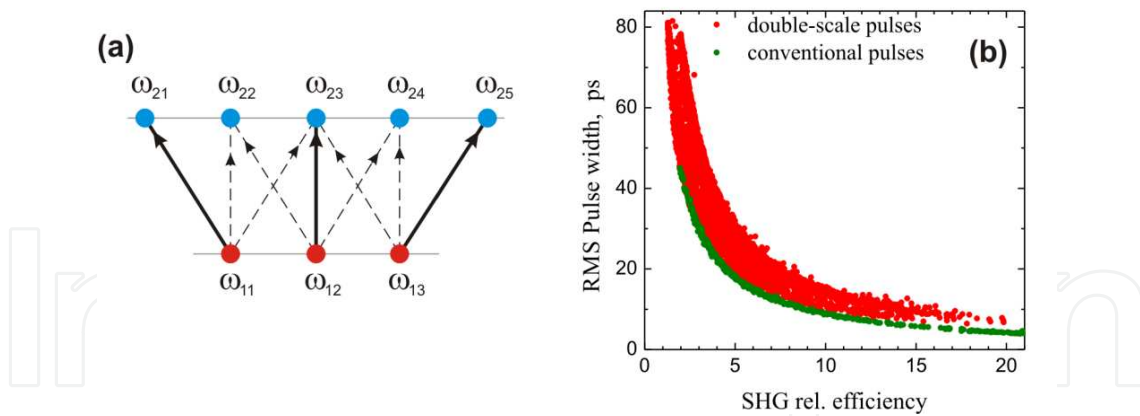 (a)
ω21 ω22 ω23 ω24 ω25
ω11 ω12 ω13
(b)
double-scale pulses
conventional pulses
RMS Pulse width, ps
80
60
40
20
0
0 5 10 15 20
SHG rel. efficiency
In
n